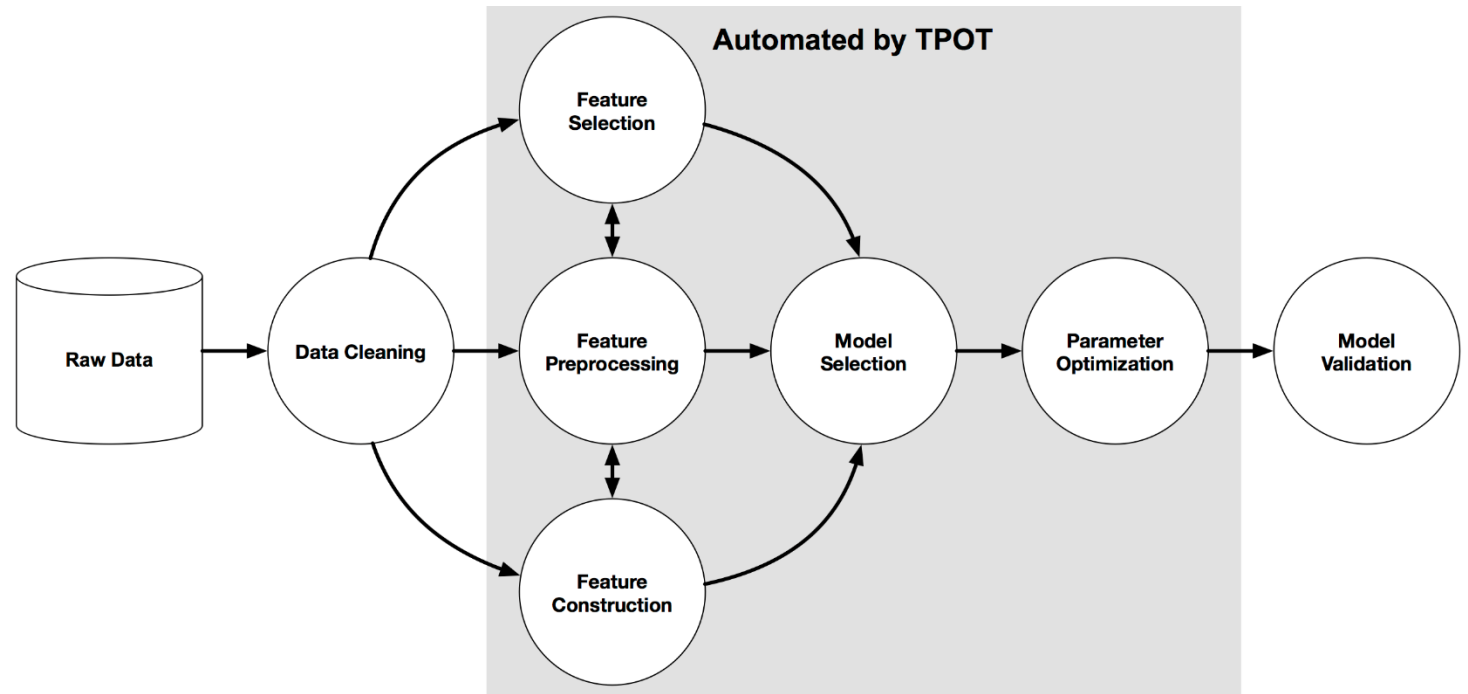 Automated by TPOT
Feature
Selection
Raw Data
Data Cleaning
Feature
Preprocessing
Model
Selection
Parameter
Optimization
Model
Validation
Feature
Construction